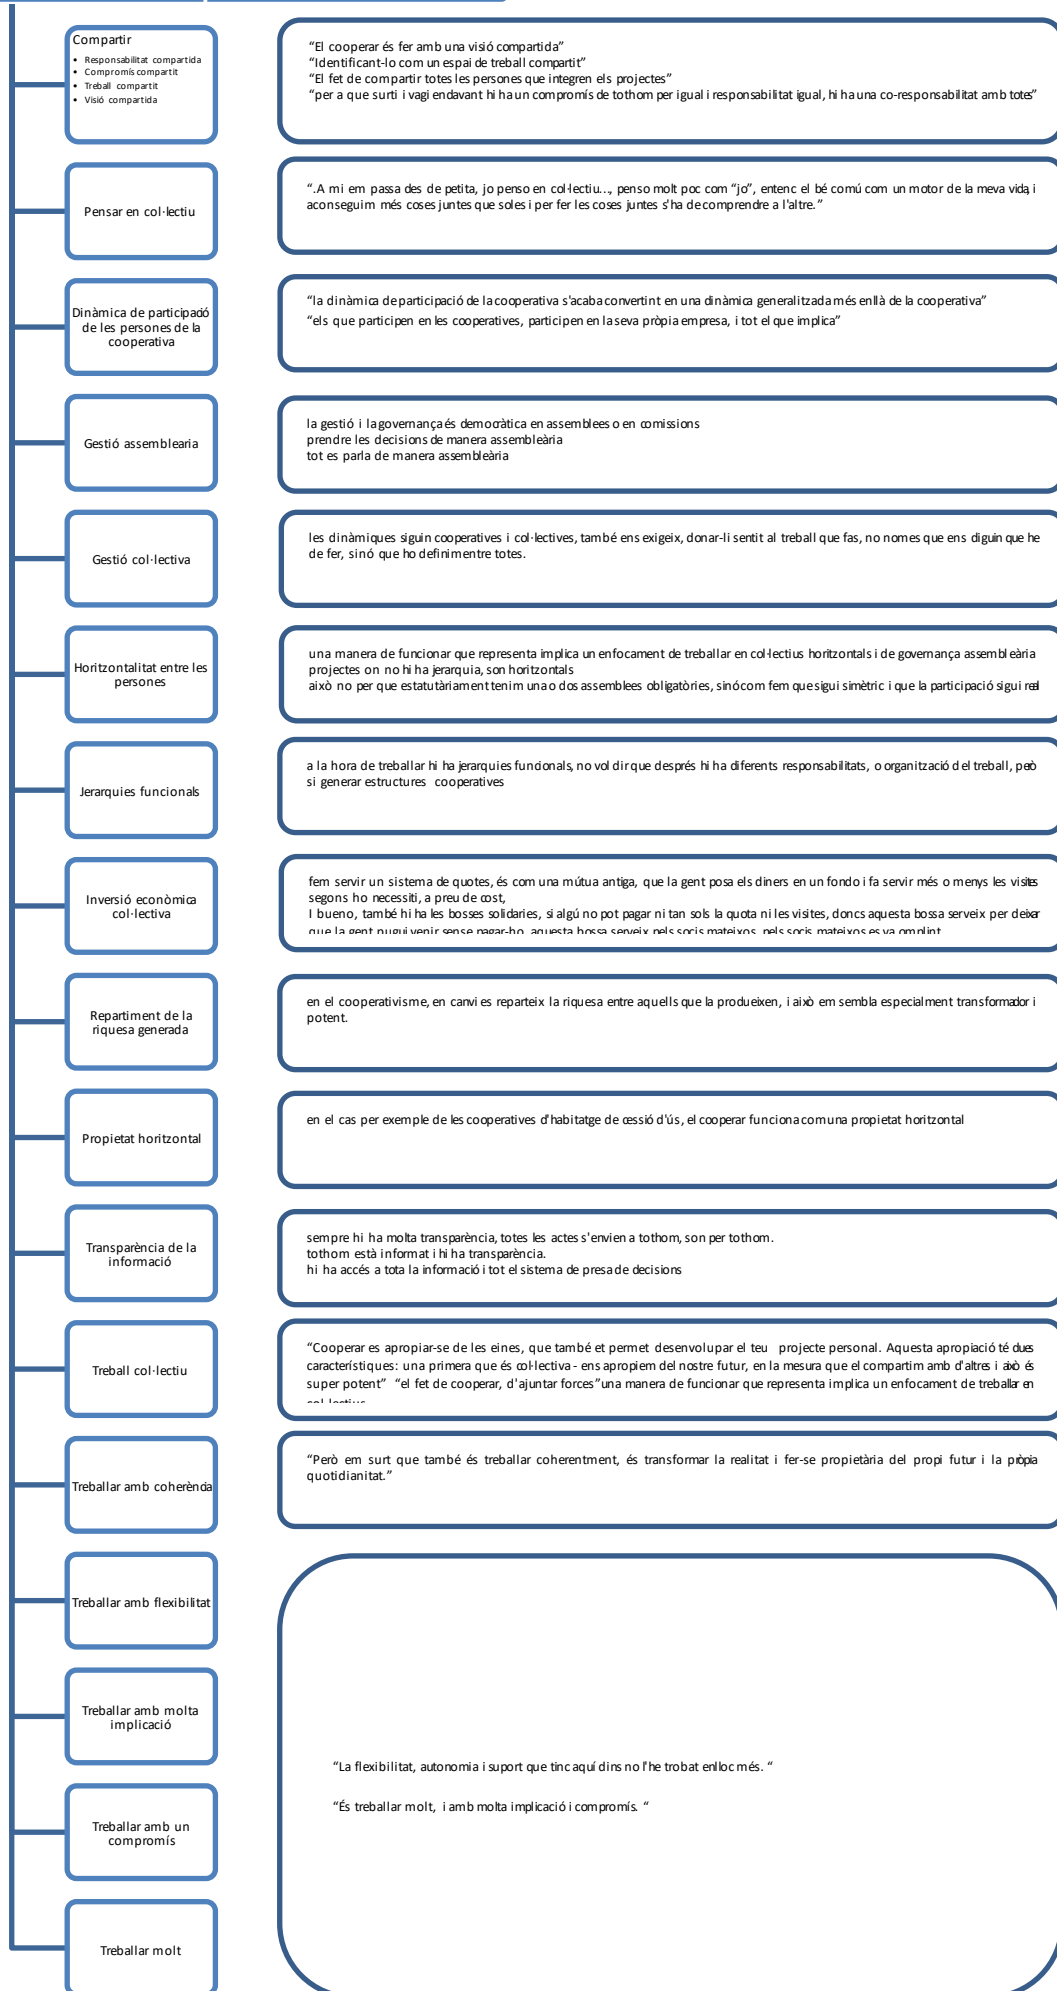 Compartir
• Responsabilitat compartida
• Compromís compartit
• Treball compartit
• Visió compartida
“El cooperar és fer amb una visió compartida”
“Identificant-lo com un espai de treball compartit”
“El fet de compartir totes les persones que integren els projectes”
“per a que surti i vagi endavant hi ha un compromís de tothom per igual i responsabilitat igual, hi ha una co-responsabilitat amb totes”
Pensar en col·lectiu
“.A mi em passa des de petita, jo penso en col·lectiu..., penso molt poc com “jo”, entenc el bé comú com un motor de la meva vida, i
aconseguim més coses juntes que soles i per fer les coses juntes s'ha de comprendre a l'altre.”
Dinàmica de participació
de les persones de la
cooperativa
“la dinàmica de participació de la cooperativa s'acaba convertint en una dinàmica generalitzada més enllà de la cooperativa”
“els que participen en les cooperatives, participen en la seva pròpia empresa, i tot el que implica”
Gestió assemblearia
la gestió i la governança és democràtica en assemblees o en comissions
prendre les decisions de manera assembleària
tot es parla de manera assembleària
Gestió col·lectiva
les dinàmiques siguin cooperatives i col·lectives, també ens exigeix, donar-li sentit al treball que fas, no nomes que ens diguin que he
de fer, sinó que ho definim entre totes.
Horitzontalitat entre les
persones
una manera de funcionar que representa implica un enfocament de treballar en col·lectius horitzontals i de governança assembleària
projectes on no hi ha jerarquia, son horitzontals
això no per que estatutàriament tenim una o dos assemblees obligatòries, sinó com fem que sigui simètric i que la participació sigui real
Jerarquies funcionals
a la hora de treballar hi ha jerarquies funcionals, no vol dir que després hi ha diferents responsabilitats, o organització del treball, però
si generar estructures cooperatives
Inversió econòmica
col·lectiva
fem servir un sistema de quotes, és com una mútua antiga, que la gent posa els diners en un fondo i fa servir més o menys les visites
segons ho necessiti, a preu de cost,
I bueno, també hi ha les bosses solidaries, si algú no pot pagar ni tan sols la quota ni les visites, doncs aquesta bossa serveix per deixar
que la gent pugui venir sense pagar-ho, aquesta bossa serveix pels socis mateixos, pels socis mateixos es va omplint
Repartiment de la
riquesa generada
en el cooperativisme, en canvi es reparteix la riquesa entre aquells que la produeixen, i això em sembla especialment transformador i
potent.
Propietat horitzontal
en el cas per exemple de les cooperatives d'habitatge de cessió d'ús, el cooperar funciona com una propietat horitzontal
Transparència de la
informació
sempre hi ha molta transparència, totes les actes s'envien a tothom, son per tothom.
tothom està informat i hi ha transparència.
hi ha accés a tota la informació i tot el sistema de presa de decisions
Treball col·lectiu
“Cooperar es apropiar-se de les eines, que també et permet desenvolupar el teu projecte personal. Aquesta apropiació té dues
característiques: una primera que és col·lectiva - ens apropiem del nostre futur, en la mesura que el compartim amb d'altres i això és
super potent” “el fet de cooperar, d'ajuntar forces”una manera de funcionar que representa implica un enfocament de treballar en
col·lectius
Treballar amb coherència
“Però em surt que també és treballar coherentment, és transformar la realitat i fer-se propietària del propi futur i la pròpia
quotidianitat.”
Treballar amb flexibilitat
Treballar amb molta
implicació
Treballar amb un
compromís
Treballar molt
“La flexibilitat, autonomia i suport que tinc aquí dins no l'he trobat enlloc més. “
“És treballar molt, i amb molta implicació i compromís. “